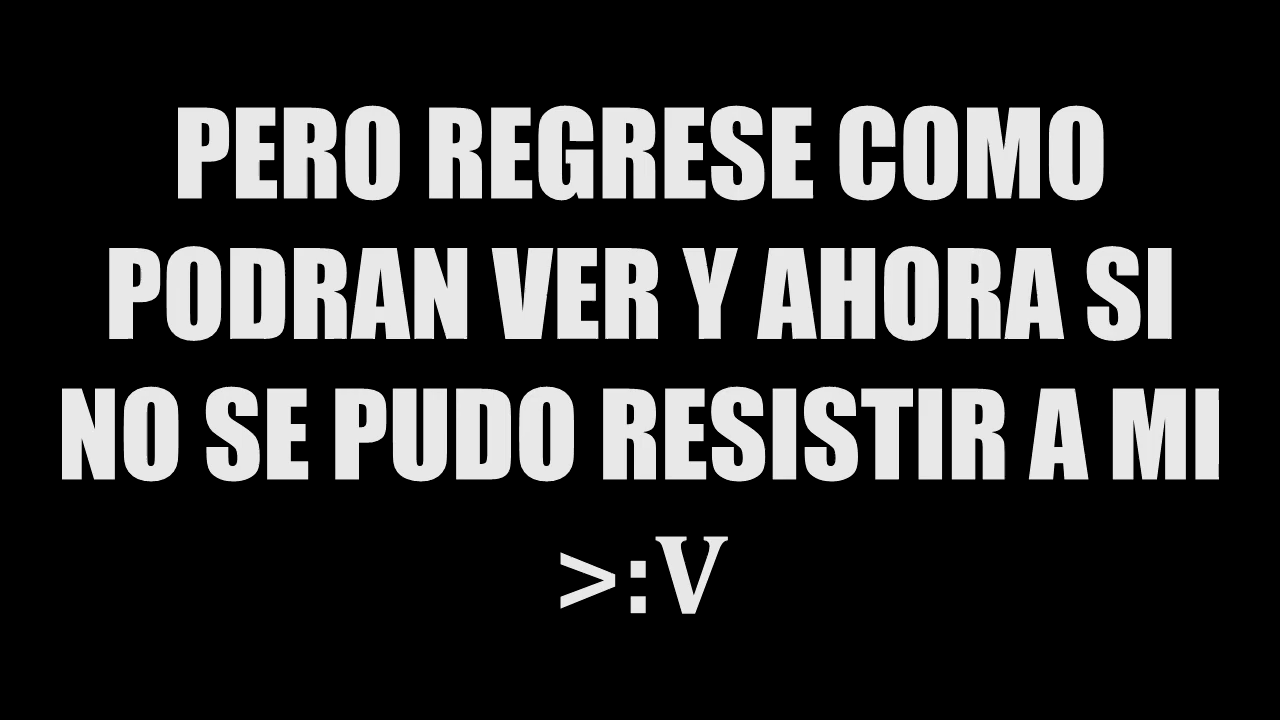 PERO REGRESE COMO
PODRAN VER Y AHORA SI
NO SE PUDO RESISTIR A MI
>:V